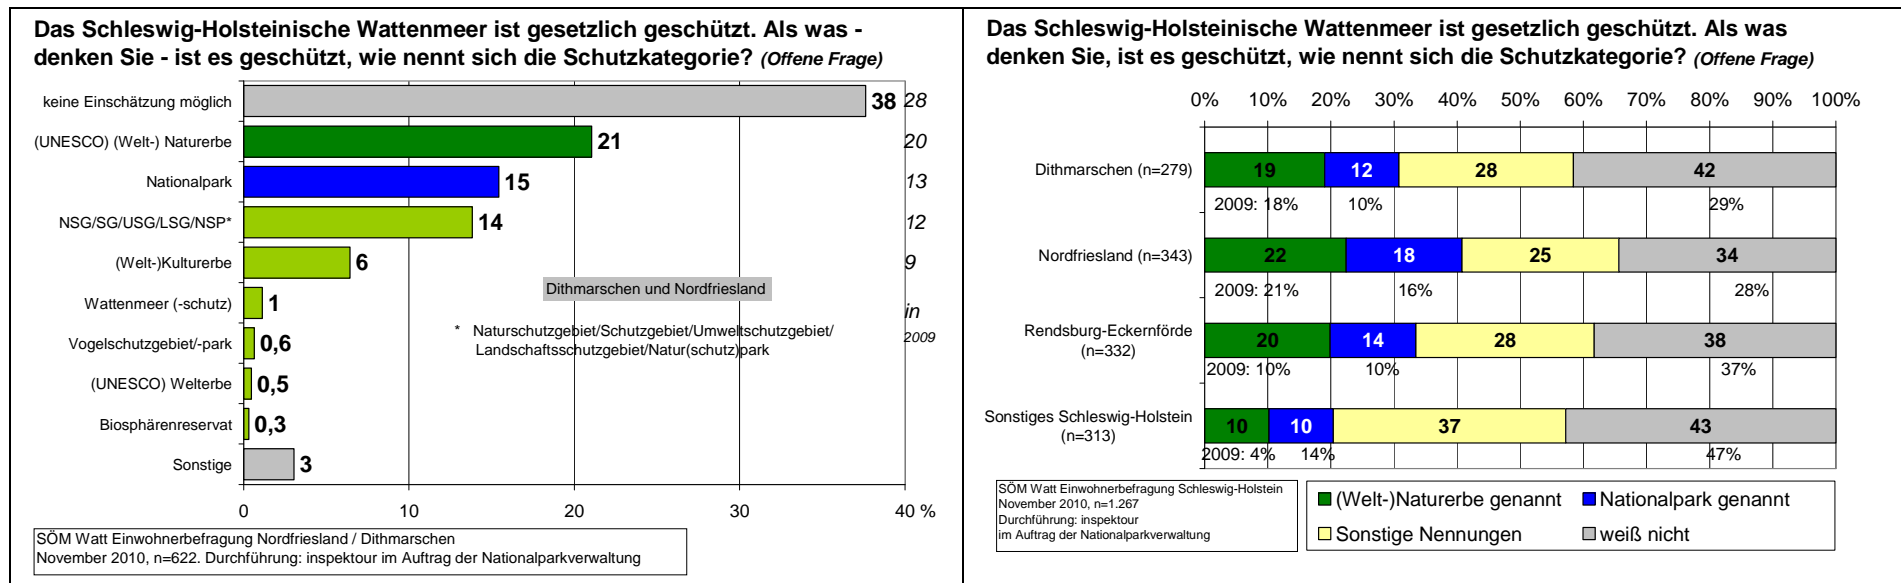 Das Schleswig-Holsteinische Wattenmeer ist gesetzlich geschützt. Als was -
denken Sie - ist es geschützt, wie nennt sich die Schutzkategorie? (Offene Frage)
keine Einschätzung möglich 38 28
(UNESCO) (Welt-) Naturerbe 21 20
Nationalpark 15 13
NSG/SG/USG/LSG/NSP* 14 12
(Welt-)Kulturerbe 6 9
Dithmarschen und Nordfriesland
Wattenmeer (-schutz) 1 in
2009
* Naturschutzgebiet/Schutzgebiet/Umweltschutzgebiet/
Landschaftsschutzgebiet/Natur(schutz)park
Vogelschutzgebiet/-park 0,6
(UNESCO) Welterbe 0,5
Biosphärenreservat 0,3
Sonstige 3
0 10 20 30 40 %
SÖM Watt Einwohnerbefragung Nordfriesland / Dithmarschen
November 2010, n=622. Durchführung: inspektour im Auftrag der Nationalparkverwaltung
Das Schleswig-Holsteinische Wattenmeer ist gesetzlich geschützt. Als was
denken Sie, ist es geschützt, wie nennt sich die Schutzkategorie? (Offene Frage)
0% 10% 20% 30% 40% 50% 60% 70% 80% 90% 100%
Dithmarschen (n=279) 19 12 28 42
2009: 18% 10% 29%
Nordfriesland (n=343) 22 18 25 34
2009: 21% 16% 28%
Rendsburg-Eckernförde
(n=332)
20 14 28 38
2009: 10% 10% 37%
Sonstiges Schleswig-Holstein
(n=313)
10 10 37 43
2009: 4% 14% 47%
SÖM Watt Einwohnerbefragung Schleswig-Holstein
November 2010, n=1.267
Durchführung: inspektour
im Auftrag der Nationalparkverwaltung
(Welt-)Naturerbe genannt Nationalpark genannt
Sonstige Nennungen weiß nicht